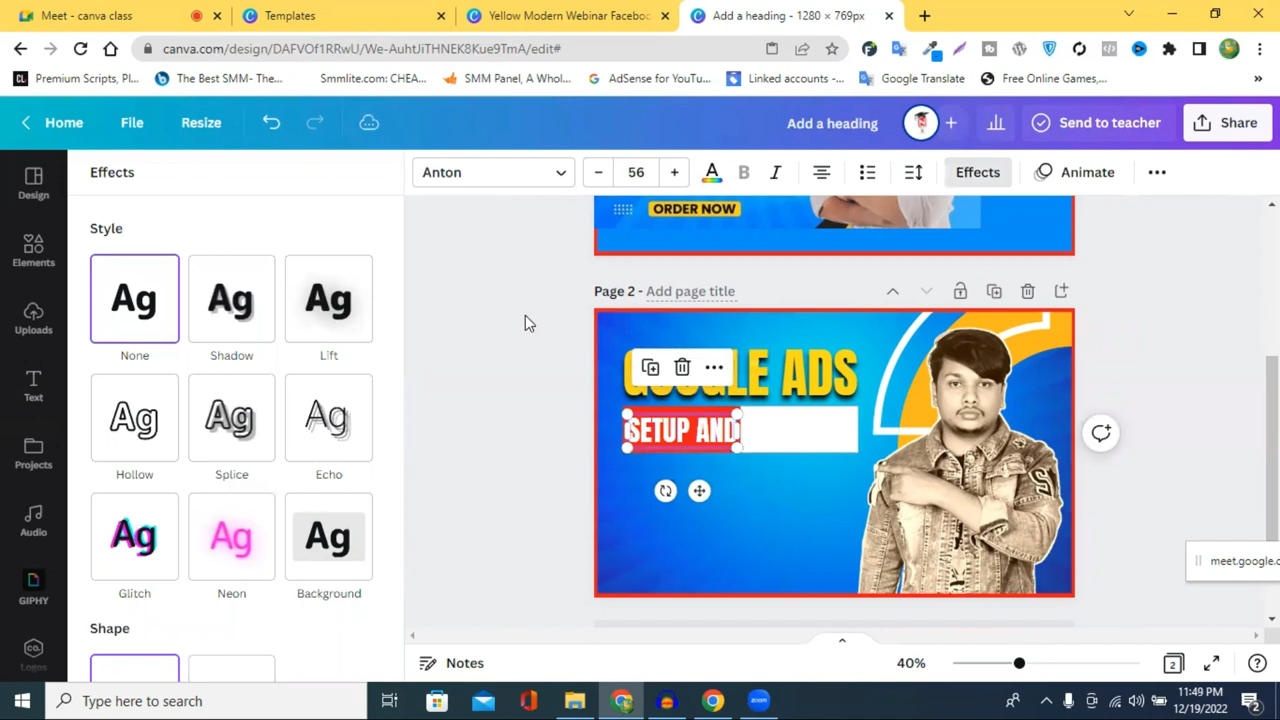 Meet - canva class
Templates
Yellow Modern Webinar Facebo
Add a heading - 1280 × 769px
canva.com/design/DAFVOf1RRwU/We-AuhtJiTHNEK8Kue9TmA/edit#
Premium Scripts, Pl...
The Best SMM- The...
Smmlite.com: CHEA...
SMM Panel, A Whol...
AdSense for YouTu...
Linked accounts -...
Google Translate
Free Online Games,...
Home
File
Resize
Add a heading
Send to teacher
Share
Design
Elements
Uploads
Text
Projects
Audio
GIPHY
Logos
Effects
Anton
56
Effects
Animate
Style
Ag
Ag
Ag
None
Shadow
Lift
Ag
Ag
Ag
Hollow
Splice
Echo
Ag
Ag
Ag
Glitch
Neon
Background
Shape
ORDER NOW
Page 2 - Add page title
GOOGLE ADS
SETUP AND
meet.google.c
Notes
40%
2
Type here to search
zoom
11:49 PM
12/19/2022
2